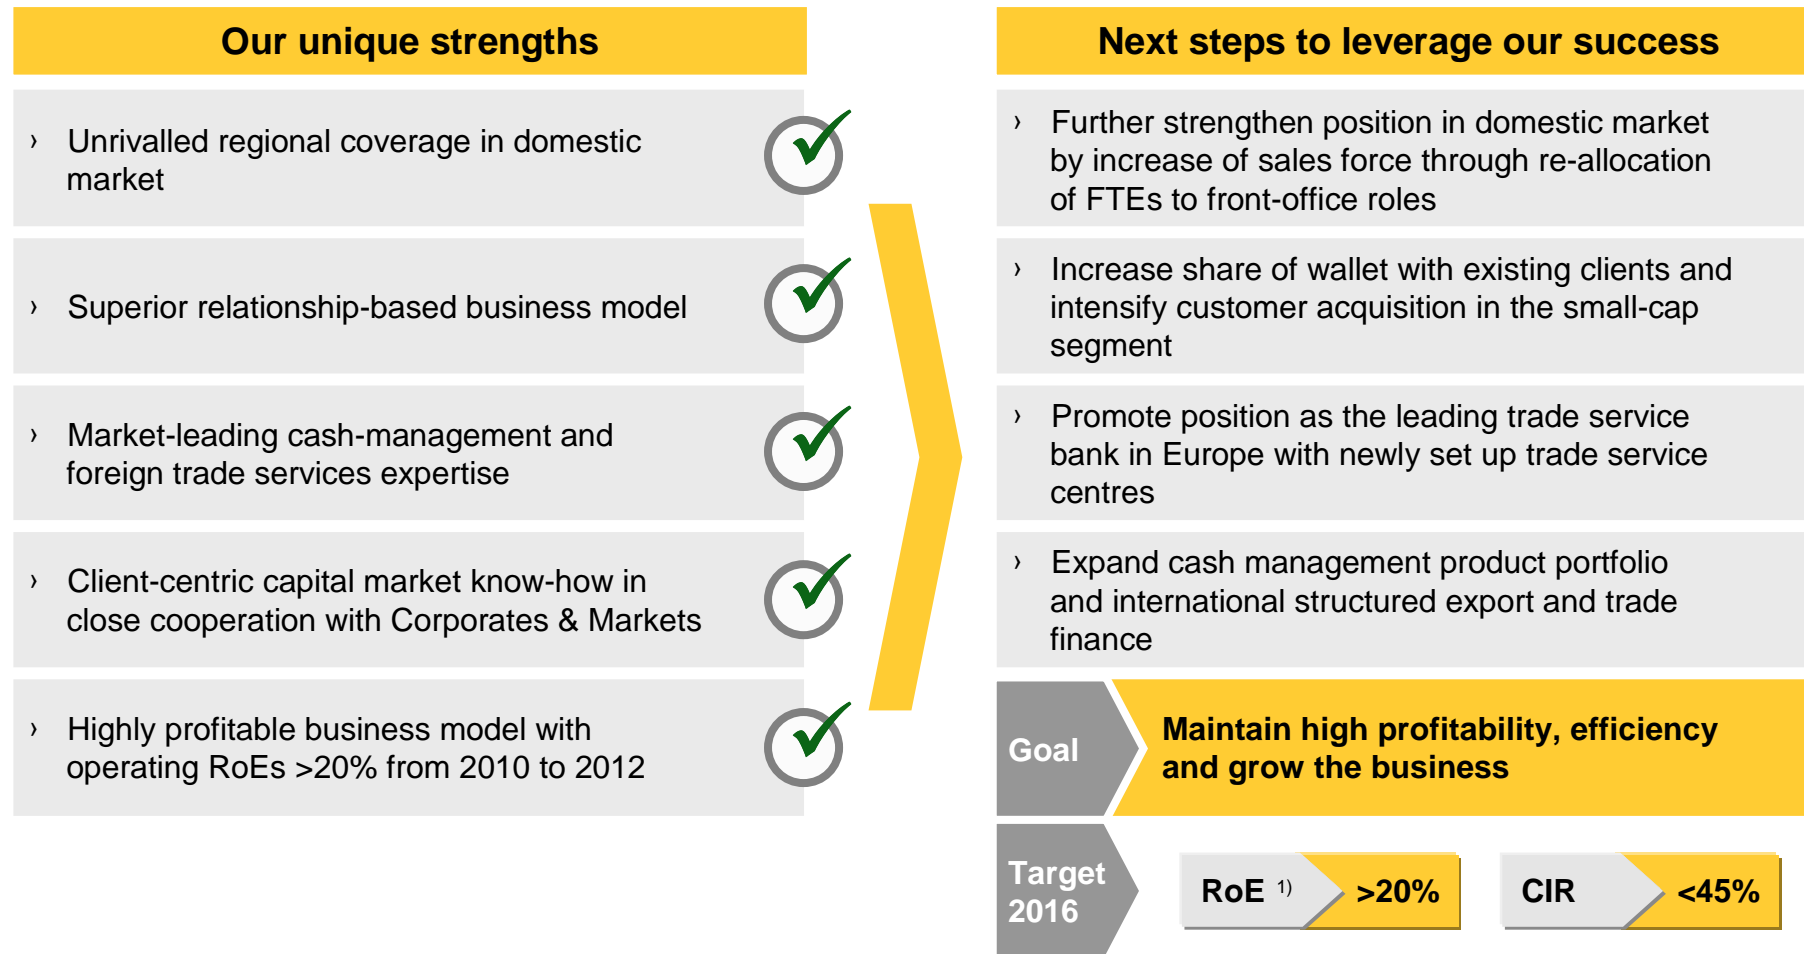 Our unique strengths
› Unrivalled regional coverage in domestic
market
› Superior relationship-based business model
› Market-leading cash-management and
foreign trade services expertise
› Client-centric capital market know-how in
close cooperation with Corporates & Markets
› Highly profitable business model with
operating RoEs >20% from 2010 to 2012
Next steps to leverage our success
› Further strengthen position in domestic market
by increase of sales force through re-allocation
of FTEs to front-office roles
› Increase share of wallet with existing clients and
intensify customer acquisition in the small-cap
segment
› Promote position as the leading trade service
bank in Europe with newly set up trade service
centres
› Expand cash management product portfolio
and international structured export and trade
finance
Goal
Maintain high profitability, efficiency
and grow the business
Target
2016
RoE 1) >20%
CIR <45%